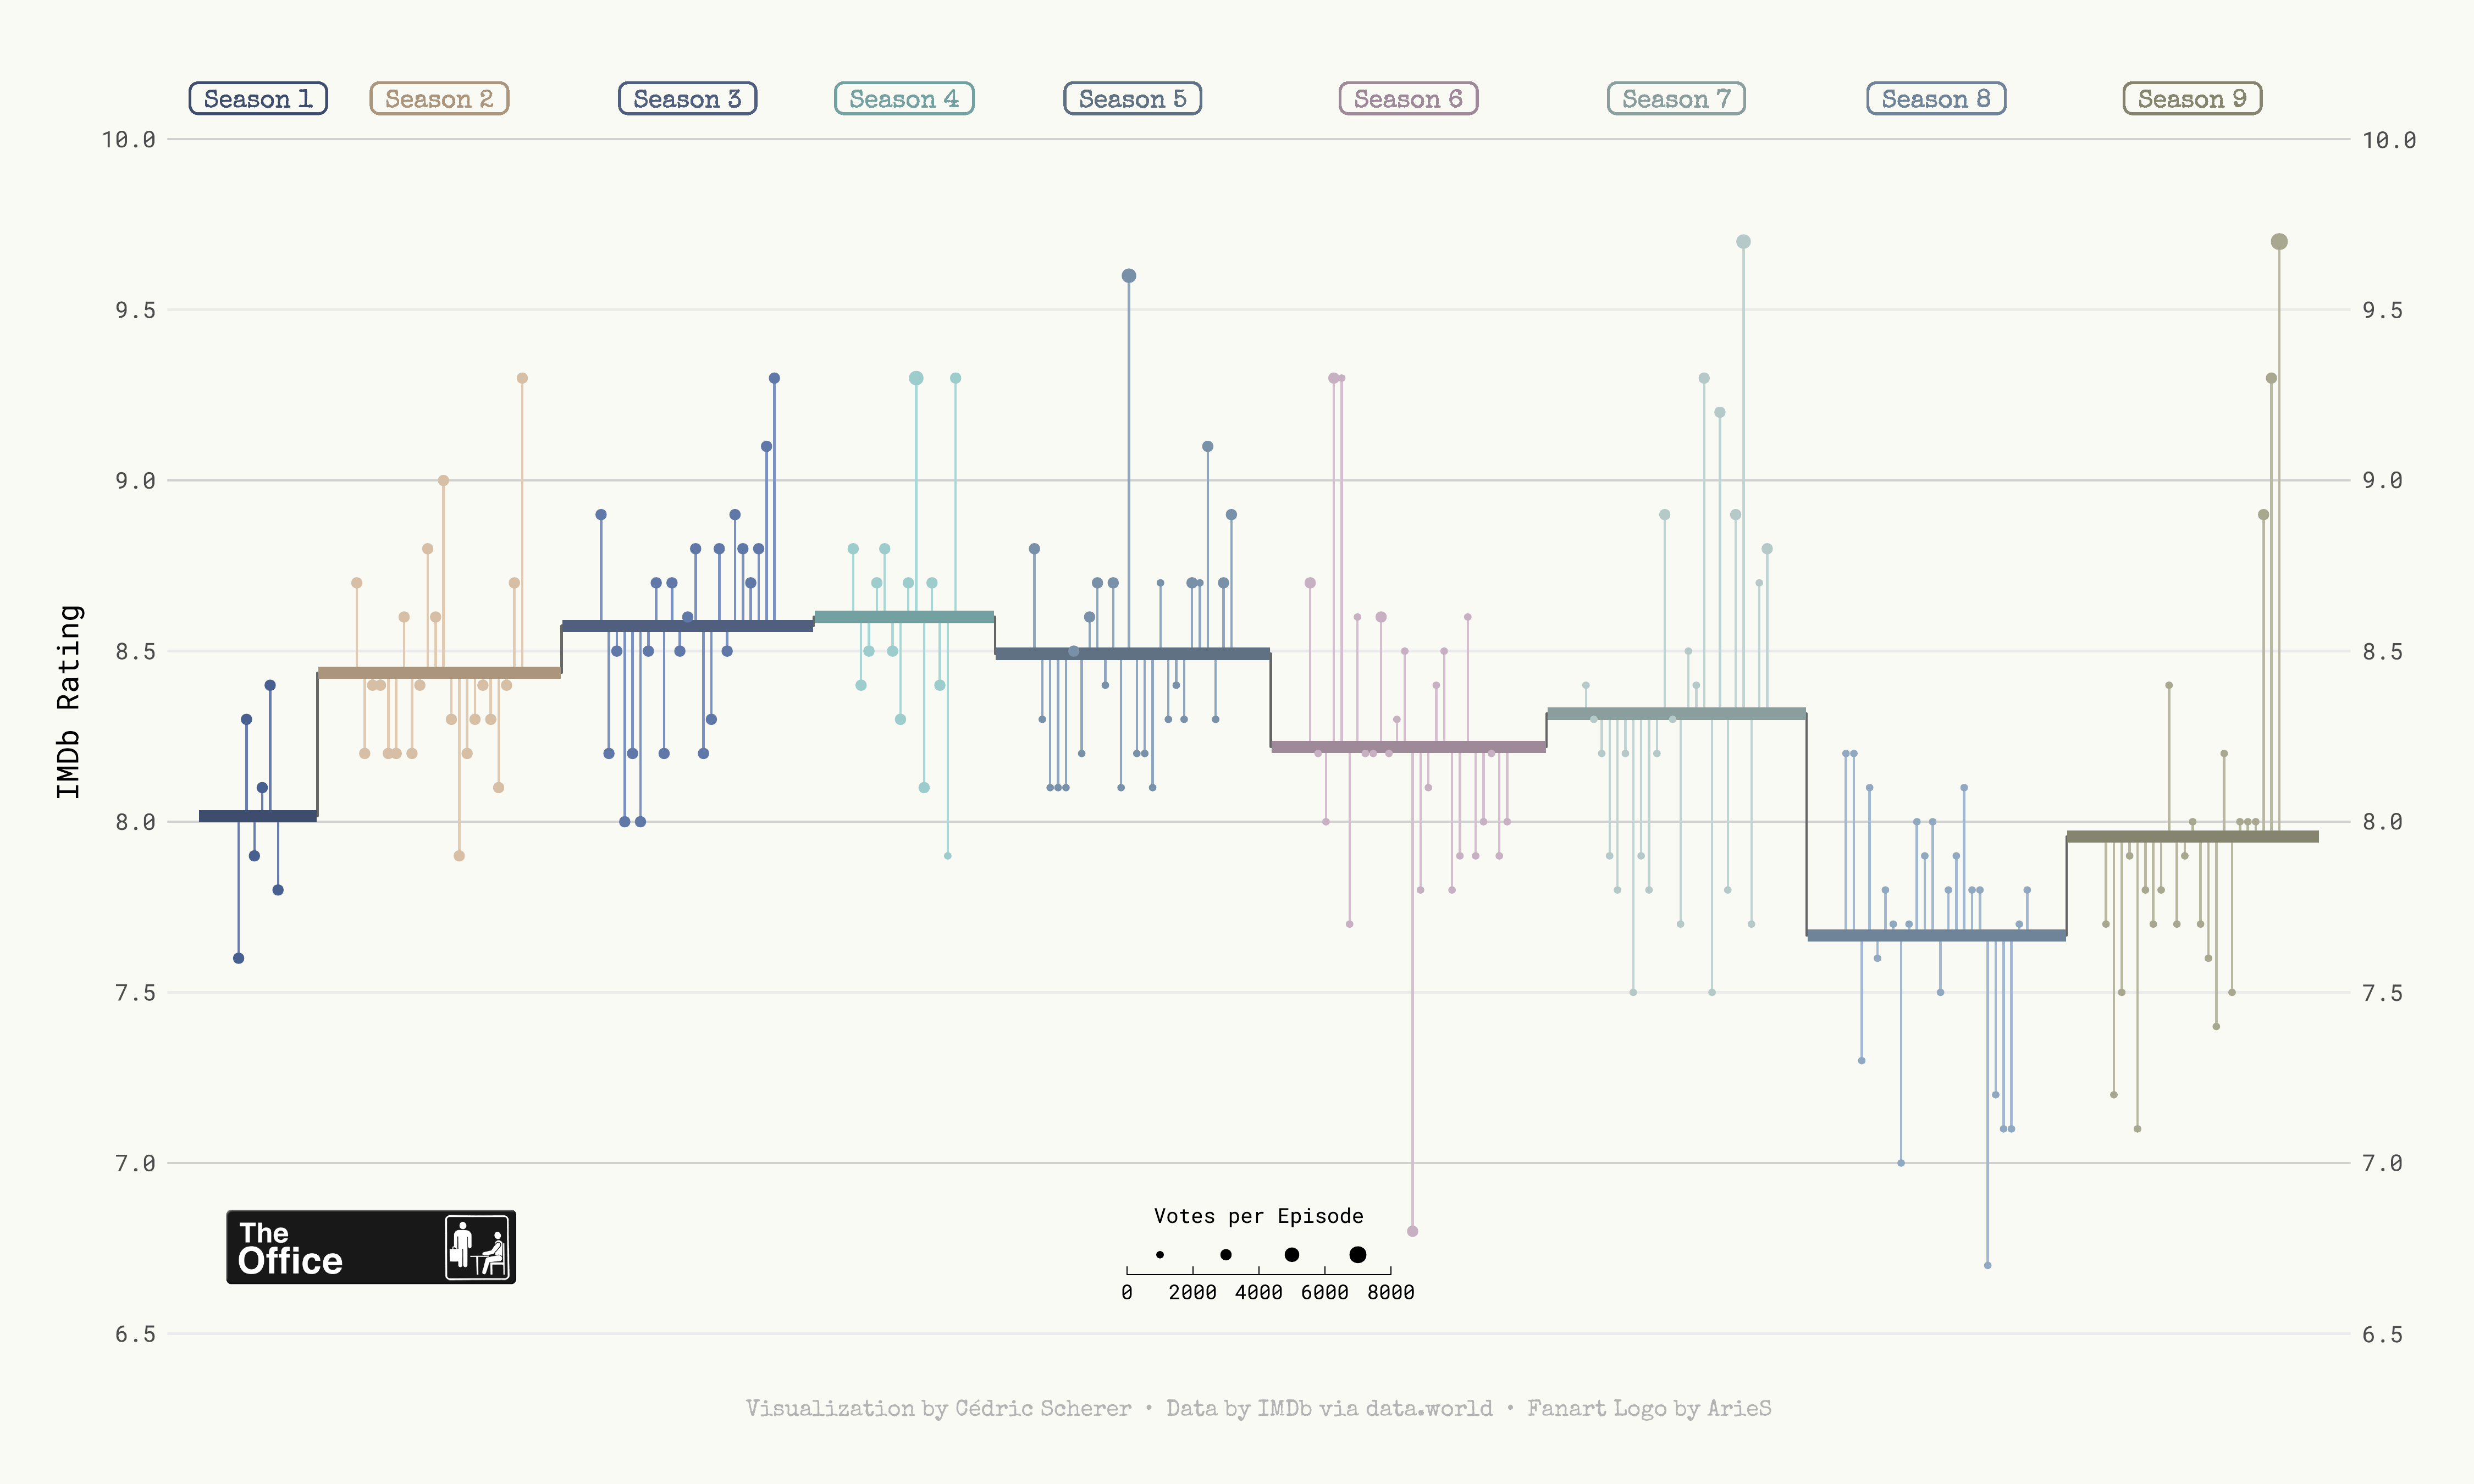 Season 1 Season 2 Season 3 Season 4 Season 5 Season 6 Season 7 Season 8 Season 9
10.0 10.0
9.5 9.5
9.0 9.0
8.5 8.5
IMDb Rating
8.0 8.0
7.5 7.5
7.0 7.0
The
Office
Votes per Episode
0 2000 4000 6000 8000
6.5 6.5
Visualization by Cédric Scherer • Data by IMDb via data.world • Fanart Logo by ArieS